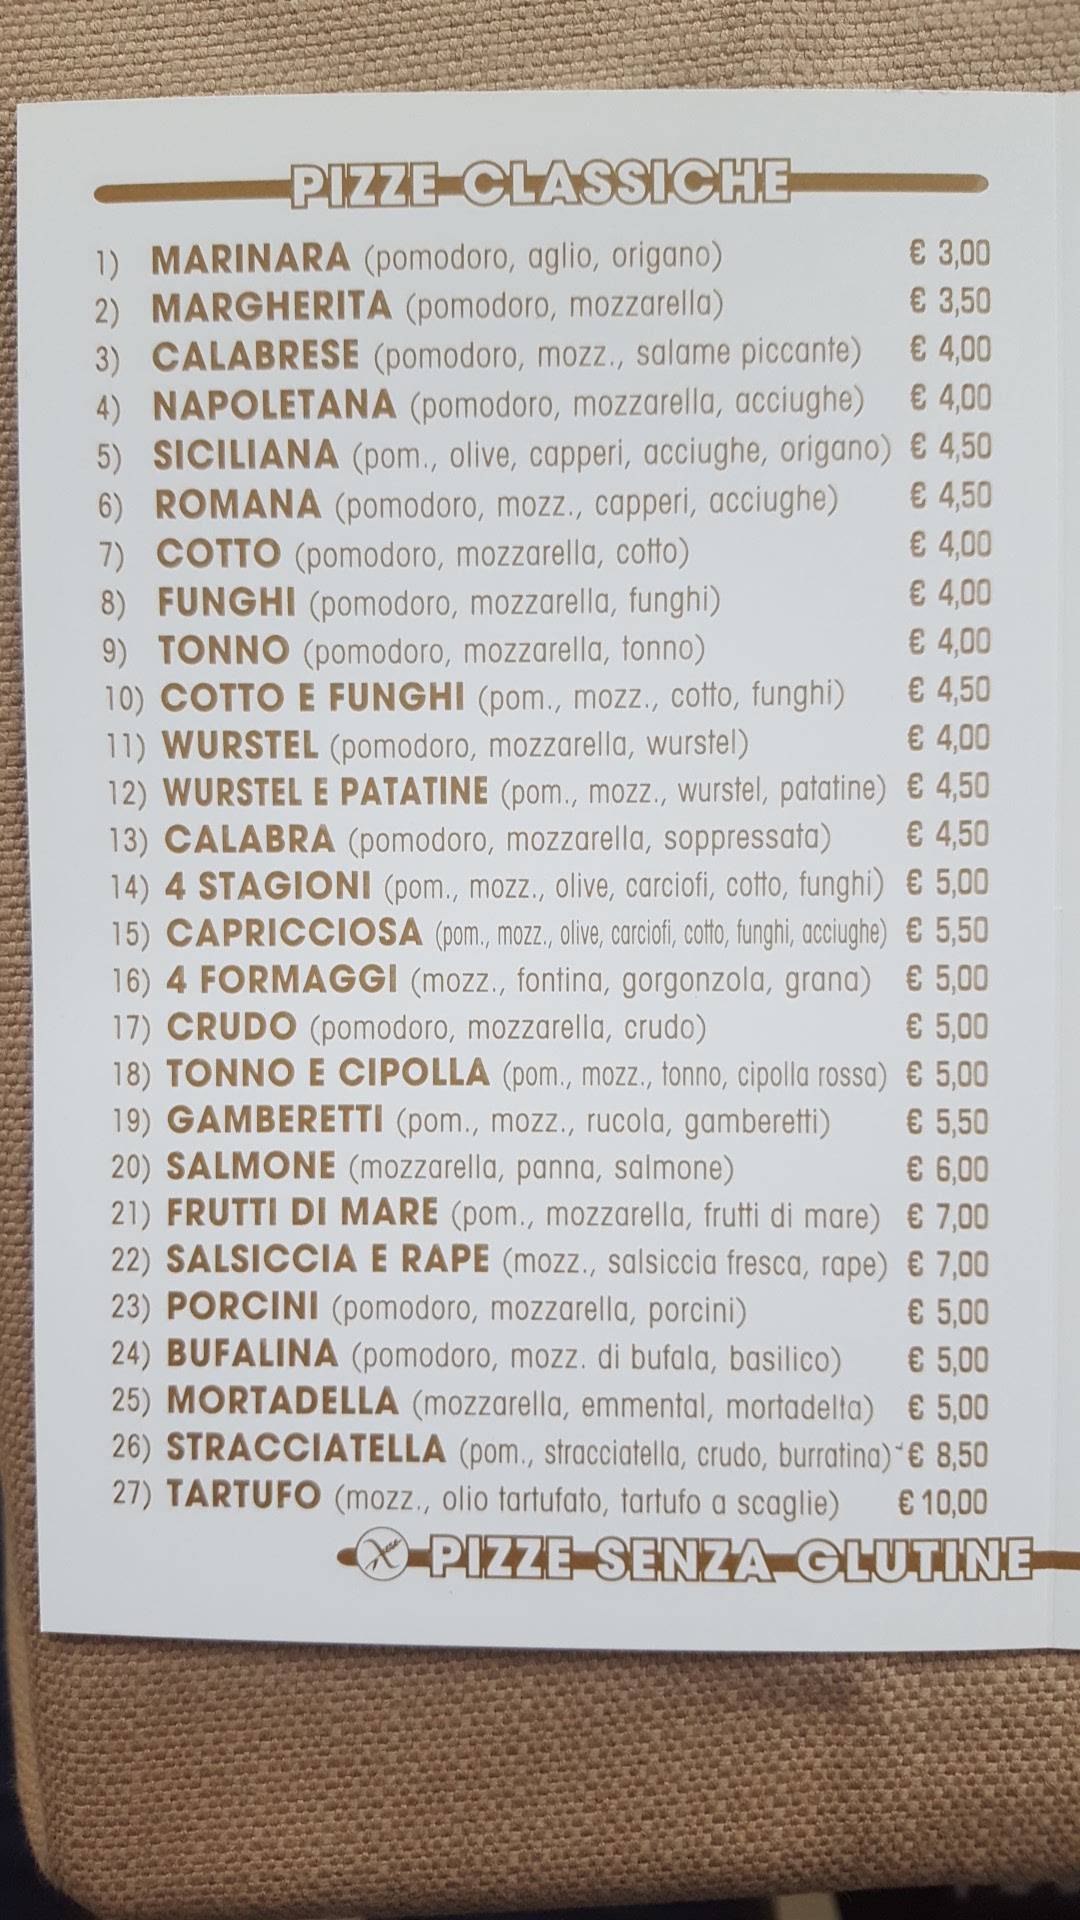 PIZZE CLASSICHE
1) MARINARA (pomodoro, aglio, origano) € 3,00
2) MARGHERITA (pomodoro, mozzarella) € 3,50
3) CALABRESE (pomodoro, mozz., salame piccante) € 4,00
4) NAPOLETANA (pomodoro, mozzarella, acciughe) € 4,00
5) SICILIANA (pom., olive, capperi, acciughe, origano) € 4,50
6) ROMANA (pomodoro, mozz., capperi, acciughe) € 4,50
7) COTTO (pomodoro, mozzarella, cotto) € 4,00
8) FUNGHI (pomodoro, mozzarella, funghi) € 4,00
9) TONNO (pomodoro, mozzarella, tonno) € 4,00
10) COTTO E FUNGHI (pom., mozz., cotto, funghi) € 4,50
11) WURSTEL (pomodoro, mozzarella, wurstel) € 4,00
12) WURSTEL E PATATINE (pom., mozz., wurstel, patatine) € 4,50
13) CALABRA (pomodoro, mozzarella, soppressata) € 4,50
14) 4 STAGIONI (pom., mozz., olive, carciofi, cotto, funghi) € 5,00
15) CAPRICCIOSA (pom., mozz., olive, carciofi, cotto, funghi, acciughe) € 5,50
16) 4 FORMAGGI (mozz., fontina, gorgonzola, grana) € 5,00
17) CRUDO (pomodoro, mozzarella, crudo) € 5,00
18) TONNO E CIPOLLA (pom., mozz., tonno, cipolla rossa) € 5,00
19) GAMBERETTI (pom., mozz., rucola, gamberetti) € 5,50
20) SALMONE (mozzarella, panna, salmone) € 6,00
21) FRUTTI DI MARE (pom., mozzarella, frutti di mare) € 7,00
22) SALSICCIA E RAPE (mozz., salsiccia fresca, rape) € 7,00
23) PORCINI (pomodoro, mozzarella, porcini) € 5,00
24) BUFALINA (pomodoro, mozz. di bufala, basilico) € 5,00
25) MORTADELLA (mozzarella, emmental, mortadella) € 5,00
26) STRACCIATELLA (pom., stracciatella, crudo, burratina) € 8,50
27) TARTUFO (mozz., olio tartufato, tartufo a scaglie) € 10,00
PIZZE SENZA GLUTINE